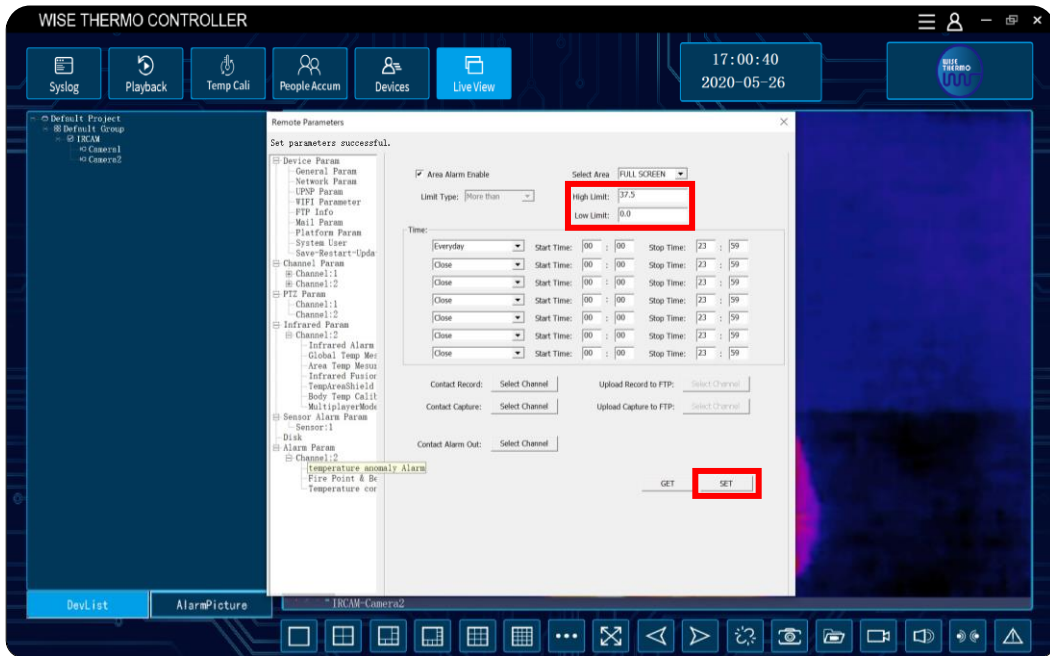 WISE THERMO CONTROLLER
Syslog
Playback
Temp Cali
People Accum
Devices
Live View
17:00:40
2020-05-26
WISE
THERMO
Default Project
Default Group
IRCAM
Camera1
Camera2
Remote Parameters
Set parameters successful.
Device Param
General Param
Network Param
UPNP Param
WIFI Parameter
FTP Info
Mail Param
Platform Param
System User
Save-Restart-Upda
Channel Param
Channel:1
Channel:2
PTZ Param
Channel:1
Channel:2
Infrared Param
Channel:2
Infrared Alarm
Global Temp Mes
Area Temp Mesur
Infrared Fusion
TempAreaShield
Body Temp Calib
MultiplayerMode
Sensor Alarm Param
Sensor:1
Disk
Alarm Param
Channel:2
temperature anomaly Alarm
Fire Point & Be
Temperature cor
Area Alarm Enable
Select Area FULL SCREEN
Limit Type: More than
High Limit: 37.5
Low Limit: 0.0
Time:
Everyday Start Time: 00 : 00 Stop Time: 23 : 59
Close Start Time: 00 : 00 Stop Time: 23 : 59
Close Start Time: 00 : 00 Stop Time: 23 : 59
Close Start Time: 00 : 00 Stop Time: 23 : 59
Close Start Time: 00 : 00 Stop Time: 23 : 59
Close Start Time: 00 : 00 Stop Time: 23 : 59
Close Start Time: 00 : 00 Stop Time: 23 : 59
Contact Record: Select Channel Upload Record to FTP: Select Channel
Contact Capture: Select Channel Upload Capture to FTP: Select Channel
Contact Alarm Out: Select Channel
GET SET
DevList
AlarmPicture
IRCAM-Camera2